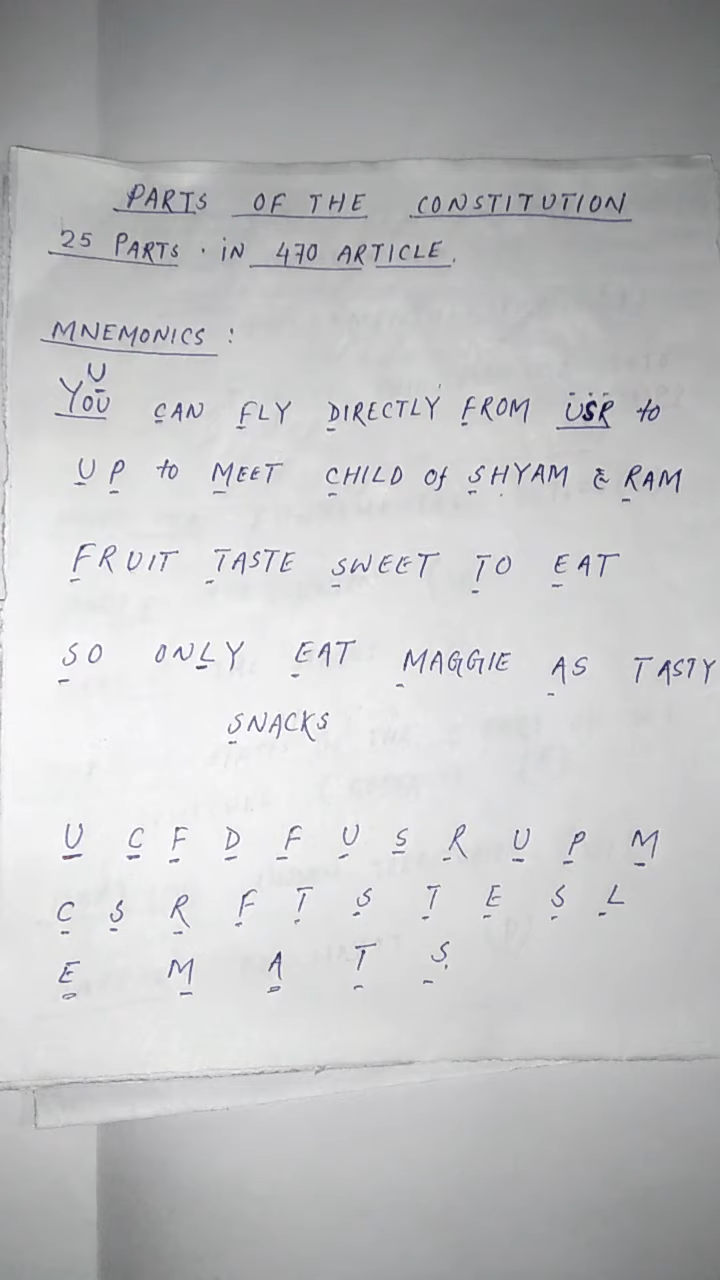 PARTS OF THE CONSTITUTION
25 PARTS . iN 470 ARTICLE.
MNEMONICS :
U
YOU CAN FLY DIRECTLY FROM USR to
UP to MEET CHILD of SHYAM & RAM
FRUIT TASTE SWEET TO EAT
SO ONLY EAT MAGGIE AS TASTY
SNACKS
U C F D F U S R U P M
C S R F T S T E S L
E M A T S.